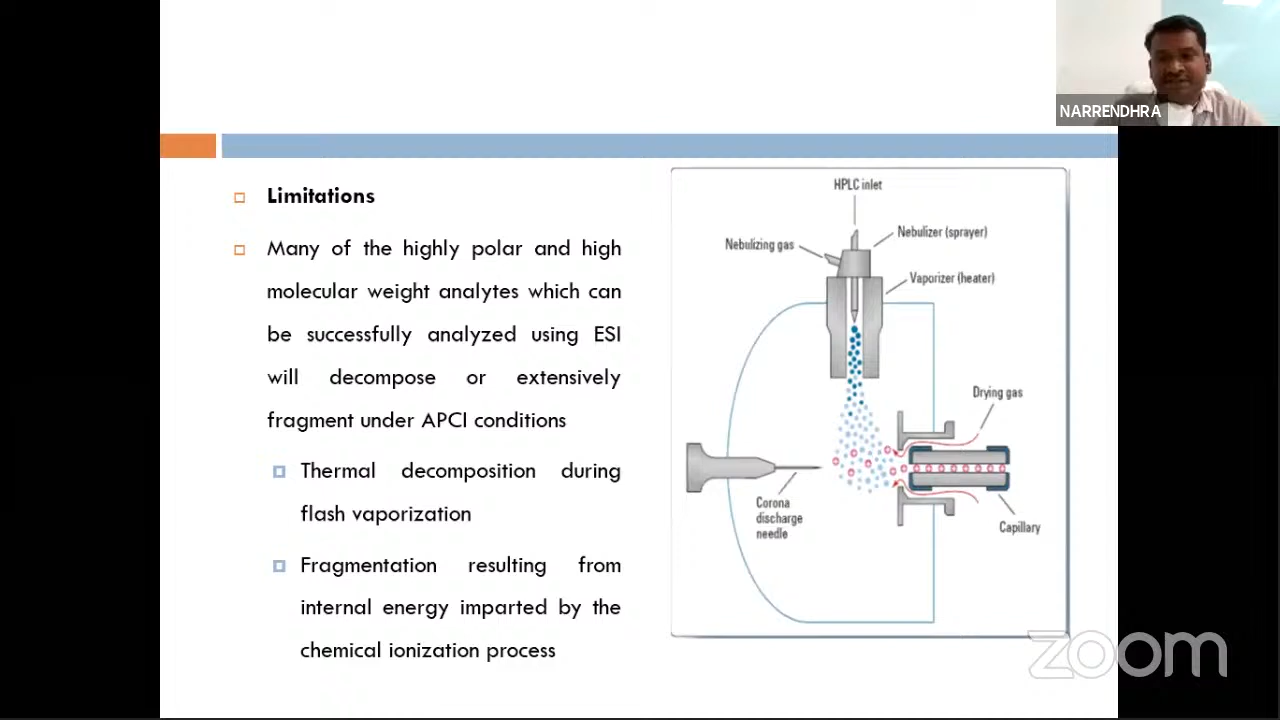 NARRENDHRA
Limitations
Many of the highly polar and high
molecular weight analytes which can
be successfully analyzed using ESI
will decompose or extensively
fragment under APCI conditions
Thermal decomposition during
flash vaporization
Fragmentation resulting from
internal energy imparted by the
chemical ionization process
HPLC inlet
Nebulizing gas
Nebulizer (sprayer)
Vaporizer (heater)
Drying gas
Corona
discharge
needle
Capillary
zoom